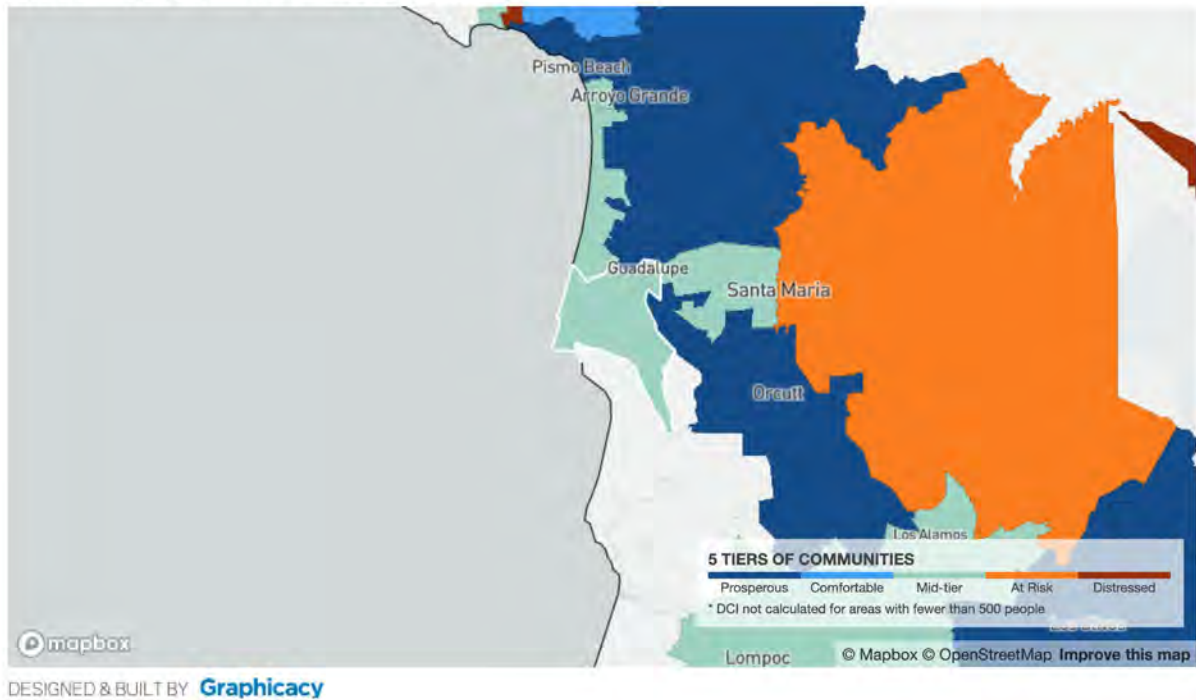 Pismo Beach
Arroyo Grande
Guadalupe
Santa Maria
Orcutt
Los Alamos
5 TIERS OF COMMUNITIES
Prosperous Comfortable Mid-tier At Risk Distressed
* DCI not calculated for areas with fewer than 500 people
Lompoc
mapbox
© Mapbox © OpenStreetMap Improve this map
DESIGNED & BUILT BY Graphicacy